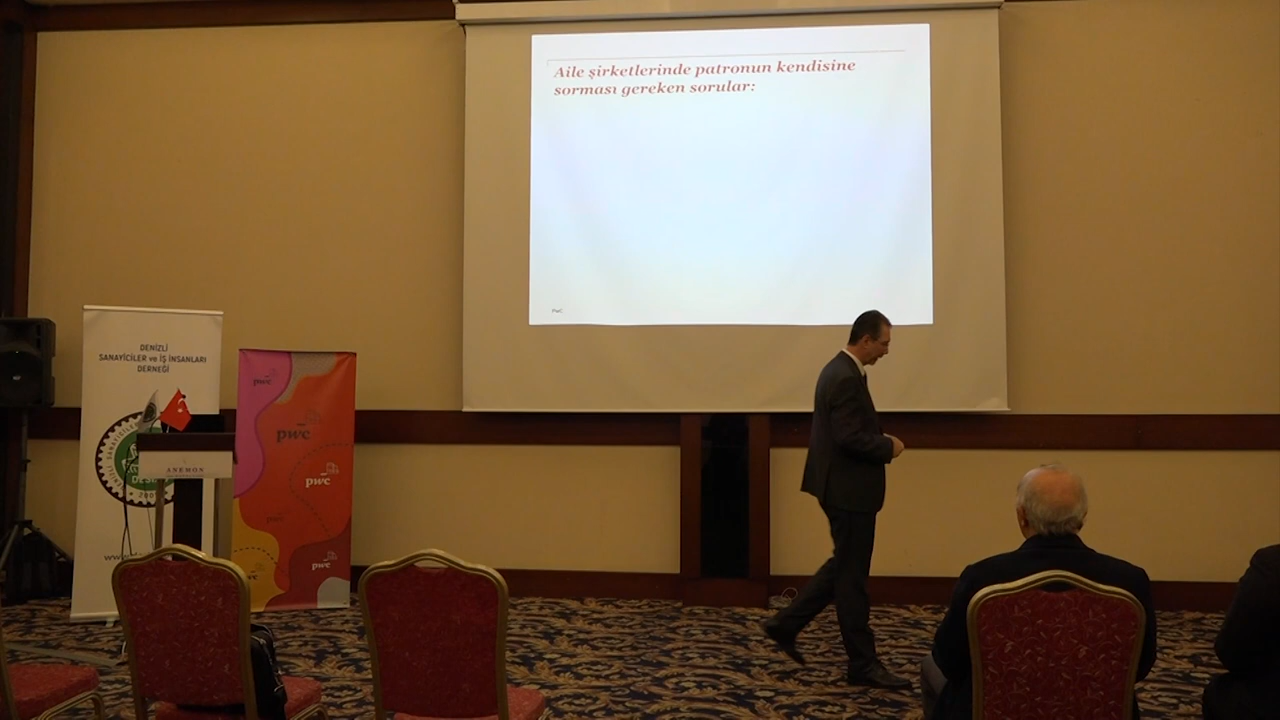 Aile şirketlerinde patronun kendisine
sorması gereken sorular:
PwC
DENİZLİ
SANAYİCİLER ve İŞ İNSANLARI
DERNEĞİ
ANEMON
pwc
pwc
pwc
pwc